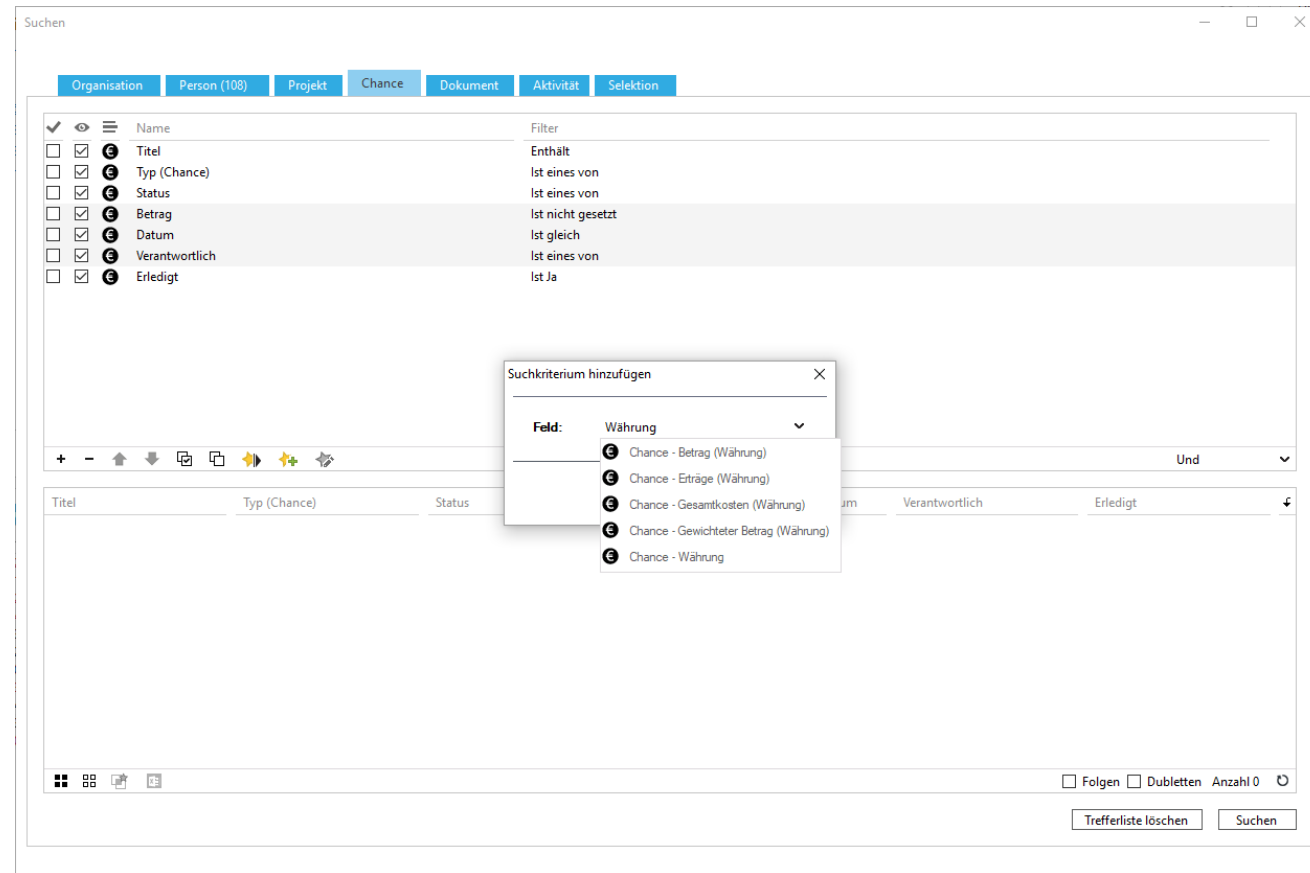 Suchen
Organisation Person (108) Projekt Chance Dokument Aktivität Selektion
Name Filter
Titel Enthält
Typ (Chance) Ist eines von
Status Ist eines von
Betrag Ist nicht gesetzt
Datum Ist gleich
Verantwortlich Ist eines von
Erledigt Ist Ja
Suchkriterium hinzufügen
Feld: Währung
Chance - Betrag (Währung)
Chance - Erträge (Währung)
Chance - Gesamtkosten (Währung)
Chance - Gewichteter Betrag (Währung)
Chance - Währung
Und
Titel Typ (Chance) Status um Verantwortlich Erledigt
Folgen Dubletten Anzahl 0
Trefferliste löschen Suchen